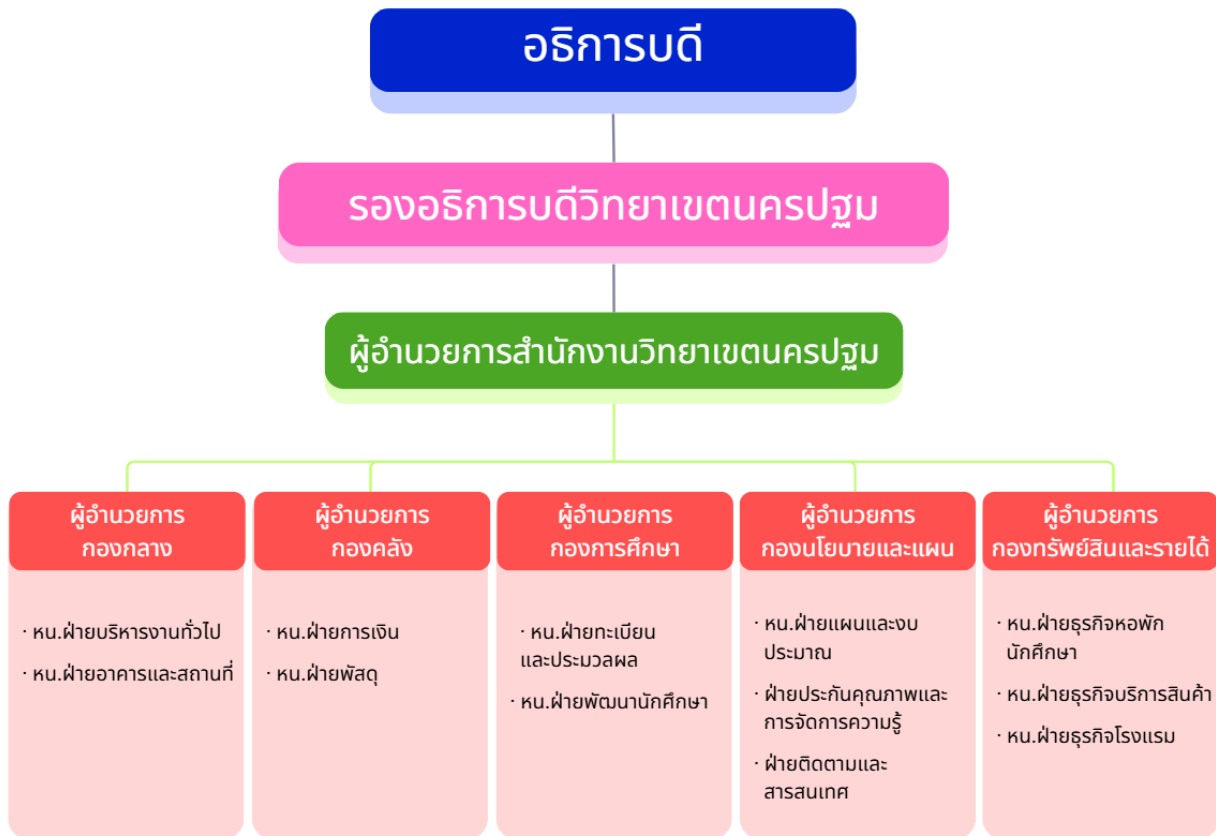 อธิการบดี
รองอธิการบดีวิทยาเขตนครปฐม
ผู้อำนวยการสำนักงานวิทยาเขตนครปฐม
ผู้อำนวยการ
กองกลาง
· หน.ฝ่ายบริหารงานทั่วไป
· หน.ฝ่ายอาคารและสถานที่
ผู้อำนวยการ
กองคลัง
· หน.ฝ่ายการเงิน
· หน.ฝ่ายพัสดุ
ผู้อำนวยการ
กองการศึกษา
· หน.ฝ่ายทะเบียน
และประมวลผล
· หน.ฝ่ายพัฒนานักศึกษา
ผู้อำนวยการ
กองนโยบายและแผน
· หน.ฝ่ายแผนและงบ
ประมาณ
· ฝ่ายประกันคุณภาพและ
การจัดการความรู้
· ฝ่ายติดตามและ
สารสนเทศ
ผู้อำนวยการ
กองทรัพย์สินและรายได้
· หน.ฝ่ายธุรกิจหอพัก
นักศึกษา
· หน.ฝ่ายธุรกิจบริการสินค้า
· หน.ฝ่ายธุรกิจโรงแรม